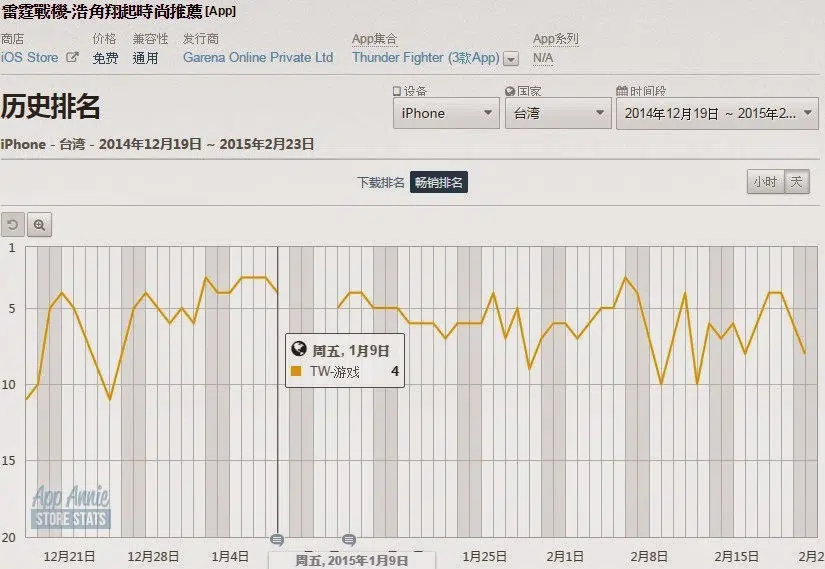 雷霆戰機-浩角翔起時尚推薦 [App]
商店 价格 兼容性 发行商 App集合 App系列
iOS Store 免费 通用 Garena Online Private Ltd Thunder Fighter (3款App) N/A
历史排名
设备 国家 时间段
iPhone 台湾 2014年12月19日 ~ 2015年2...
iPhone - 台湾 - 2014年12月19日 ~ 2015年2月23日
下载排名 畅销排名 小时 天
1
5
周五, 1月9日
TW-游戏 4
10
15
App Annie
STORE STATS
20
12月21日 12月28日 1月4日 1月25日 2月1日 2月8日 2月15日 2月2
周五, 2015年1月9日